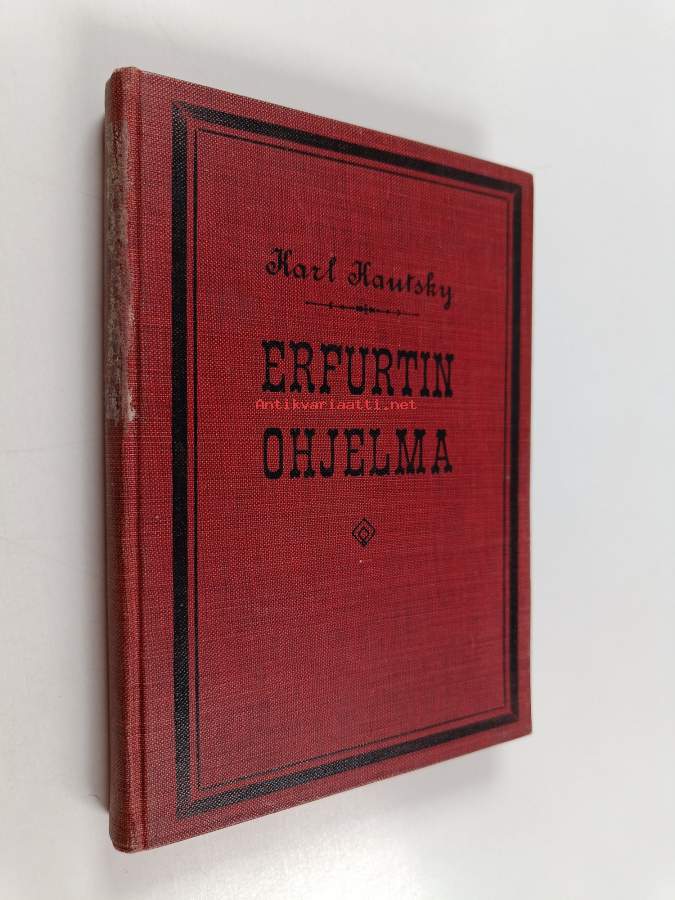 Karl Kautsky
ERFURTIN
Antikvariaatti.net
OHJELMA